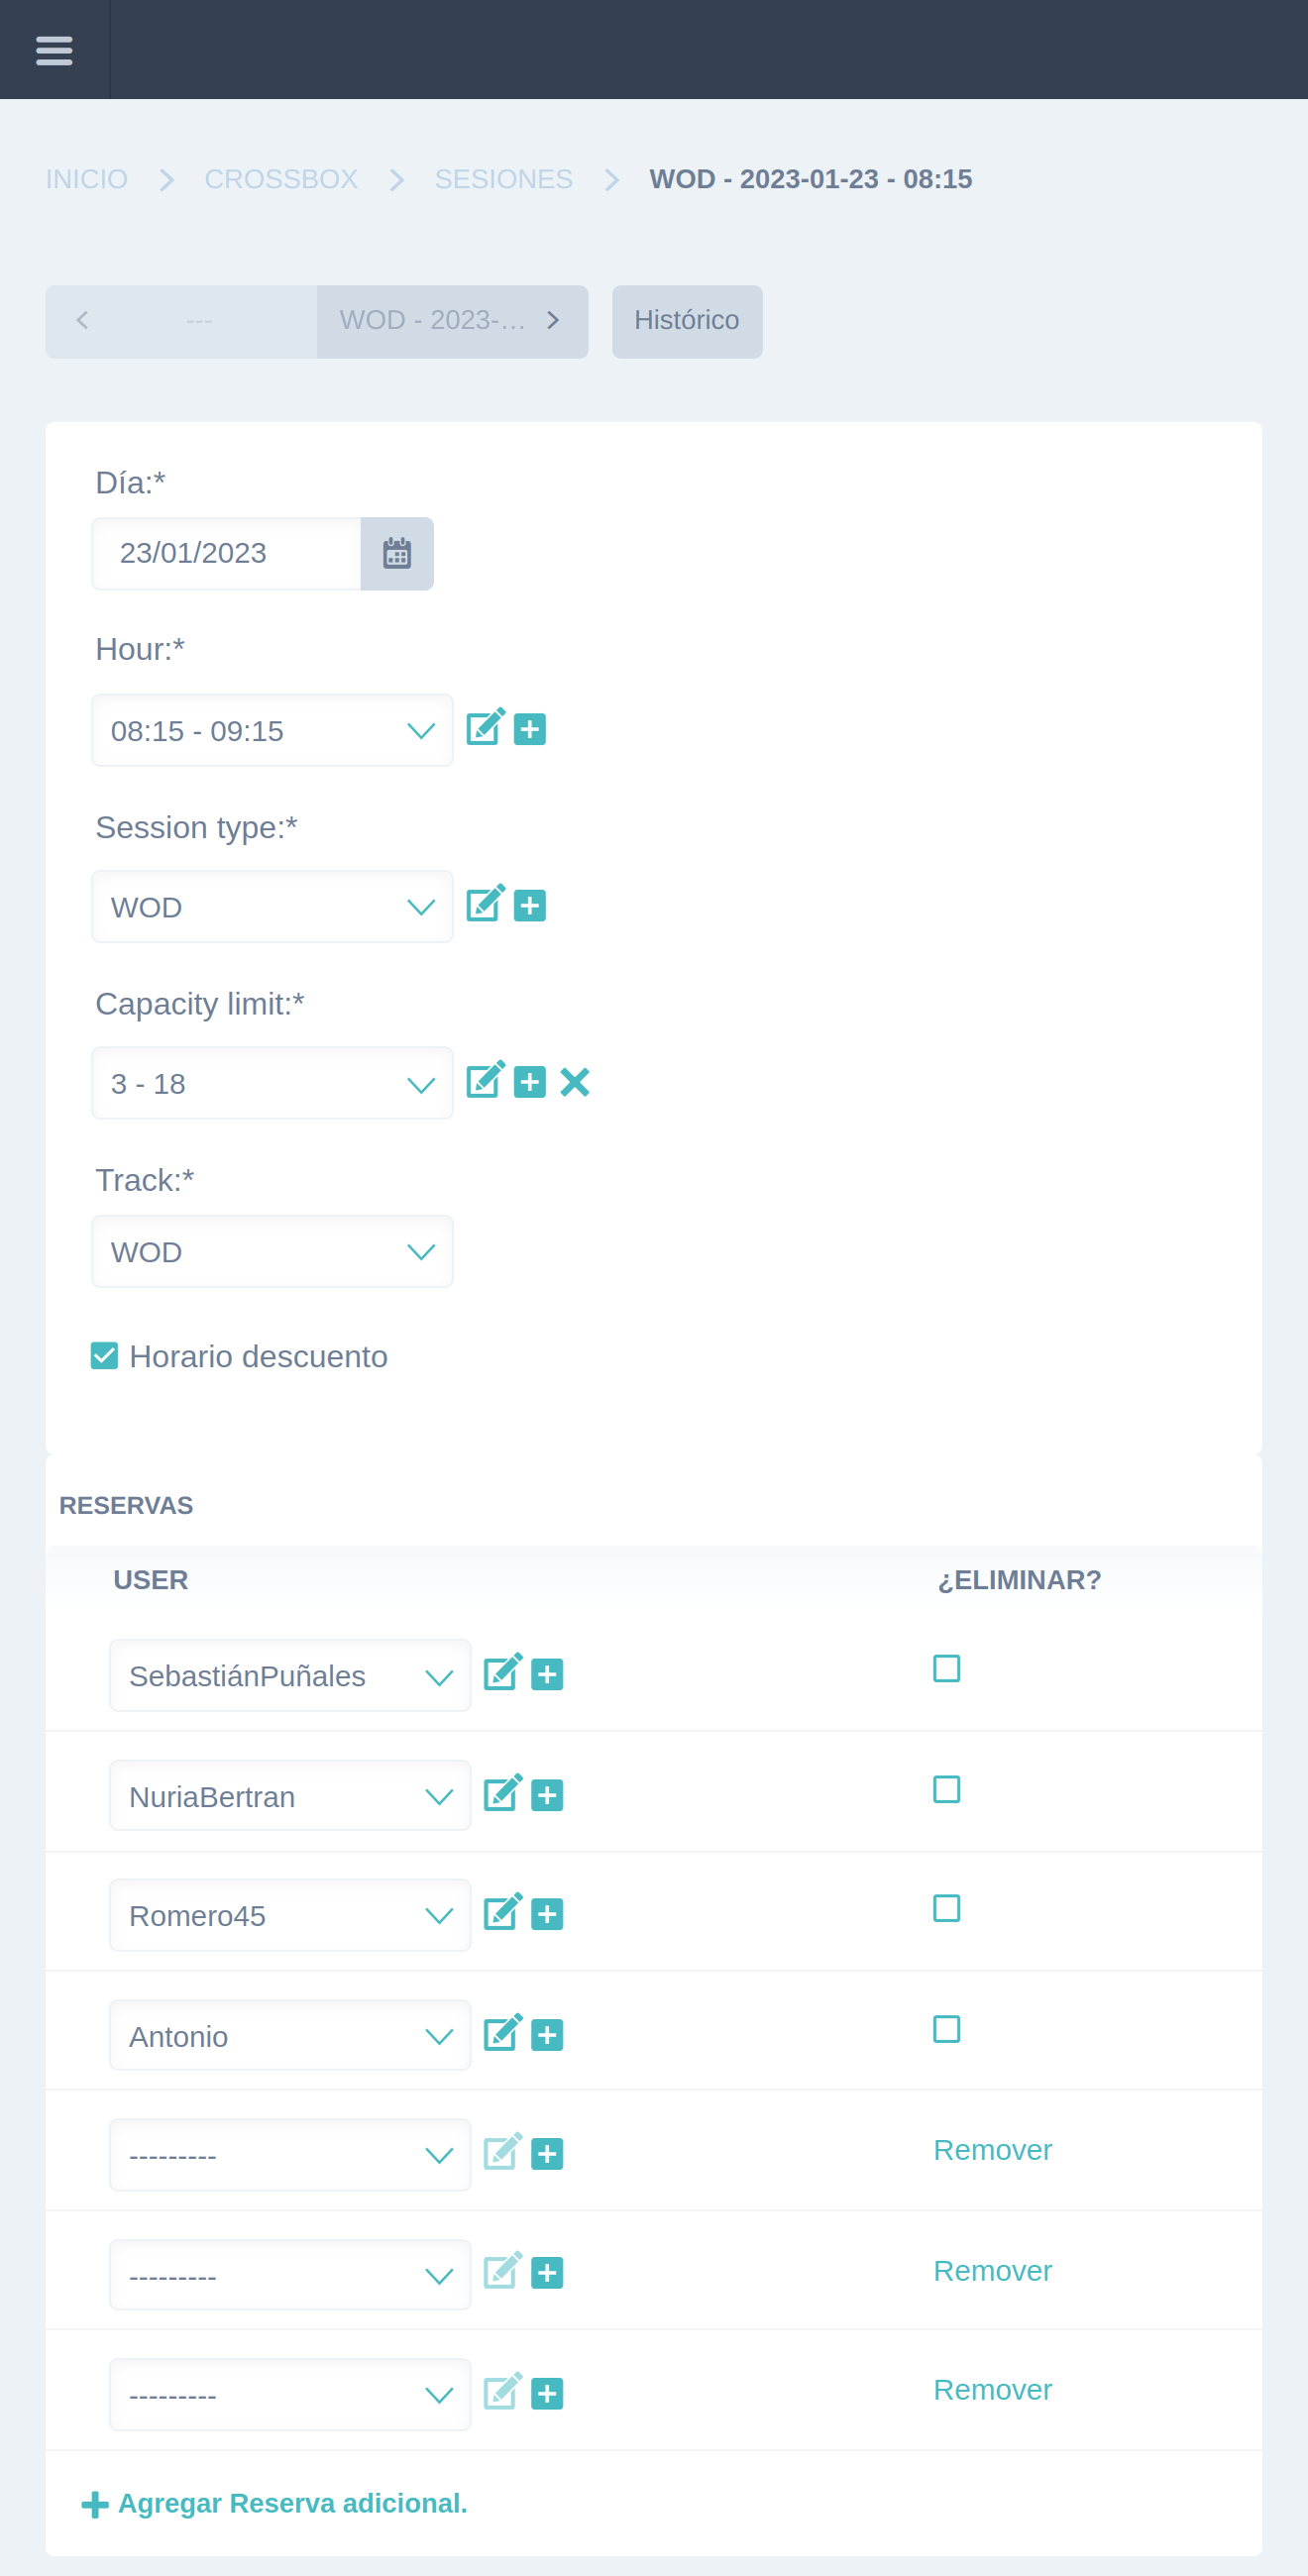 INICIO CROSSBOX SESIONES WOD - 2023-01-23 - 08:15
--- WOD - 2023-… Histórico
Día:*
23/01/2023
Hour:*
08:15 - 09:15
Session type:*
WOD
Capacity limit:*
3 - 18
Track:*
WOD
Horario descuento
RESERVAS
USER ¿ELIMINAR?
SebastiánPuñales
NuriaBertran
Romero45
Antonio
--------- Remover
--------- Remover
--------- Remover
Agregar Reserva adicional.